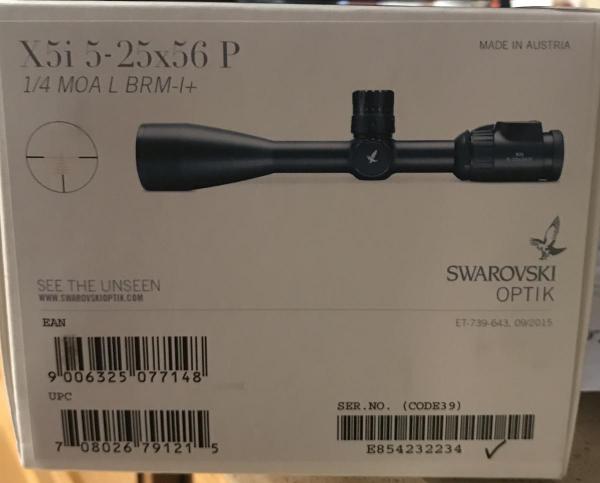 X5i 5-25x56 P
1/4 MOA L BRM-I+
MADE IN AUSTRIA
SEE THE UNSEEN
WWW.SWAROVSKIOPTIK.COM
SWAROVSKI
OPTIK
ET-739-643, 09/2015
EAN
9 006325 077148
UPC
7 08026 79121 5
SER.NO. (CODE39)
E854232234